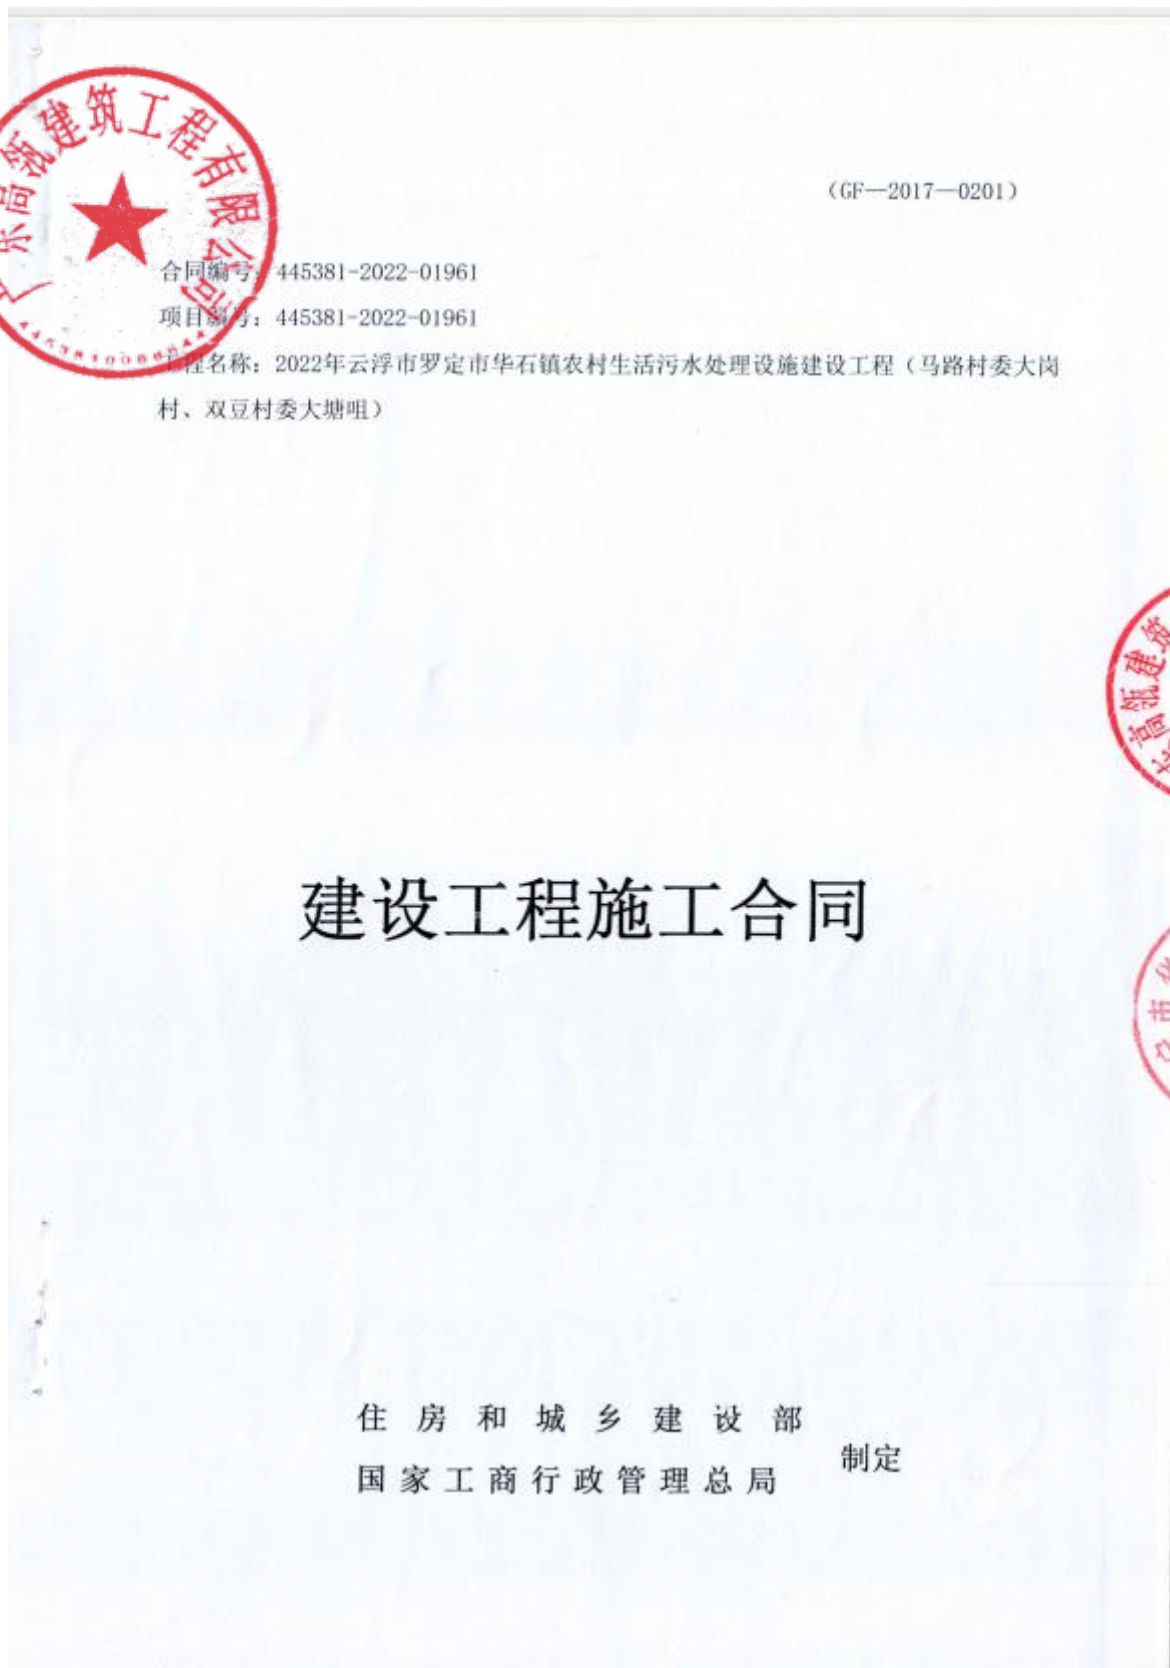 广东高瓴建筑工程有限公司
（GF—2017—0201）
合同编号：445381-2022-01961
项目编号：445381-2022-01961
工程名称：2022年云浮市罗定市华石镇农村生活污水处理设施建设工程（马路村委大岗
村、双豆村委大塘咀）
高瓴建筑
建设工程施工合同
市
住房和城乡建设部
国家工商行政管理总局
制定